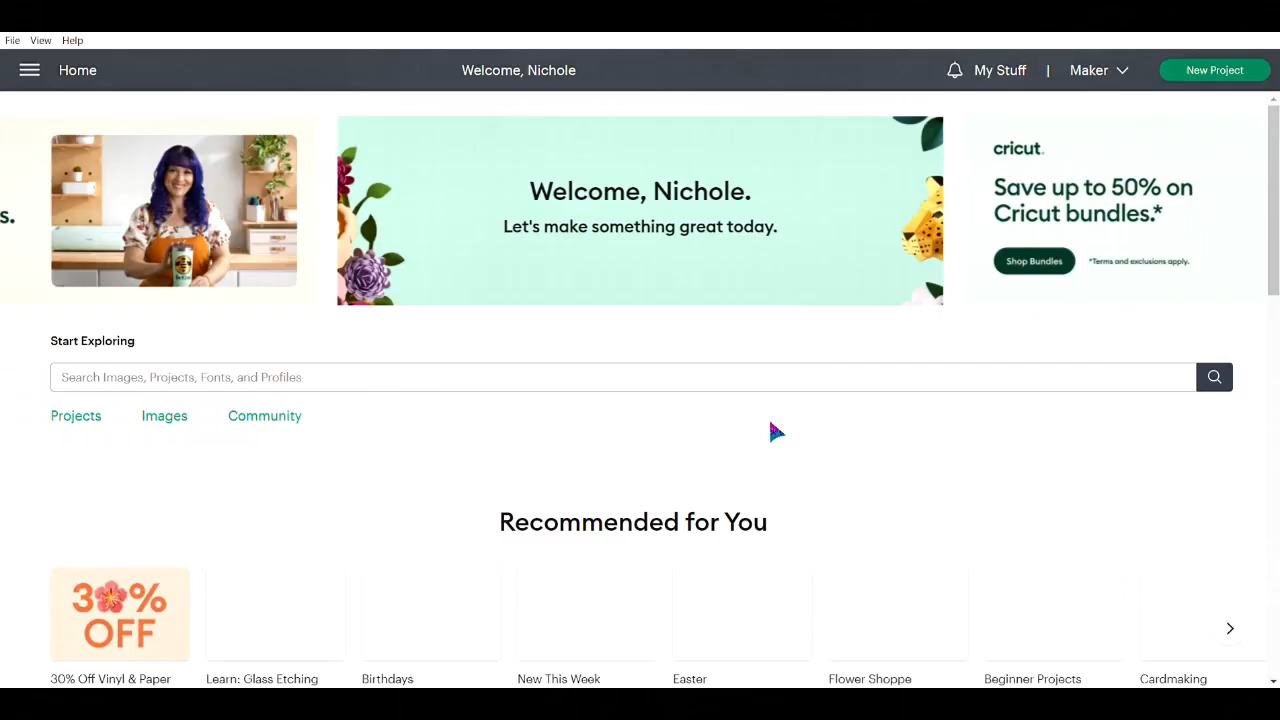 File View Help
Home Welcome, Nichole My Stuff | Maker New Project
s.
Welcome, Nichole.
Let's make something great today.
cricut.
Save up to 50% on
Cricut bundles.*
Shop Bundles *Terms and exclusions apply.
Start Exploring
Search Images, Projects, Fonts, and Profiles
Projects Images Community
Recommended for You
30% OFF
30% Off Vinyl & Paper Learn: Glass Etching Birthdays New This Week Easter Flower Shoppe Beginner Projects Cardmaking